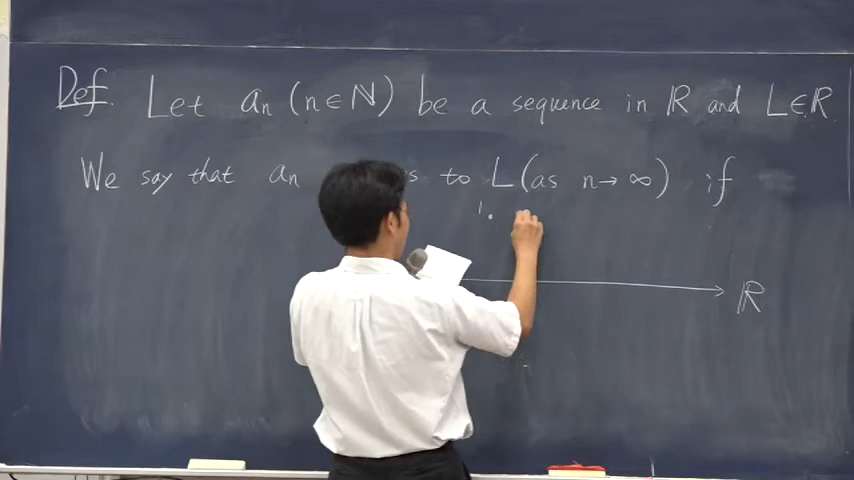 Def. Let aₙ (n ∈ ℕ) be a sequence in ℝ and L ∈ ℝ.
We say that aₙ to L (as n → ∞) if
ℝ